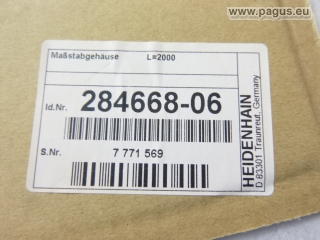 www.pagus.eu
Maßstabgehäuse L=2000
Id.Nr. 284668-06
S.Nr. 7 771 569
HEIDENHAIN
D 83301 Traunreut, Germany